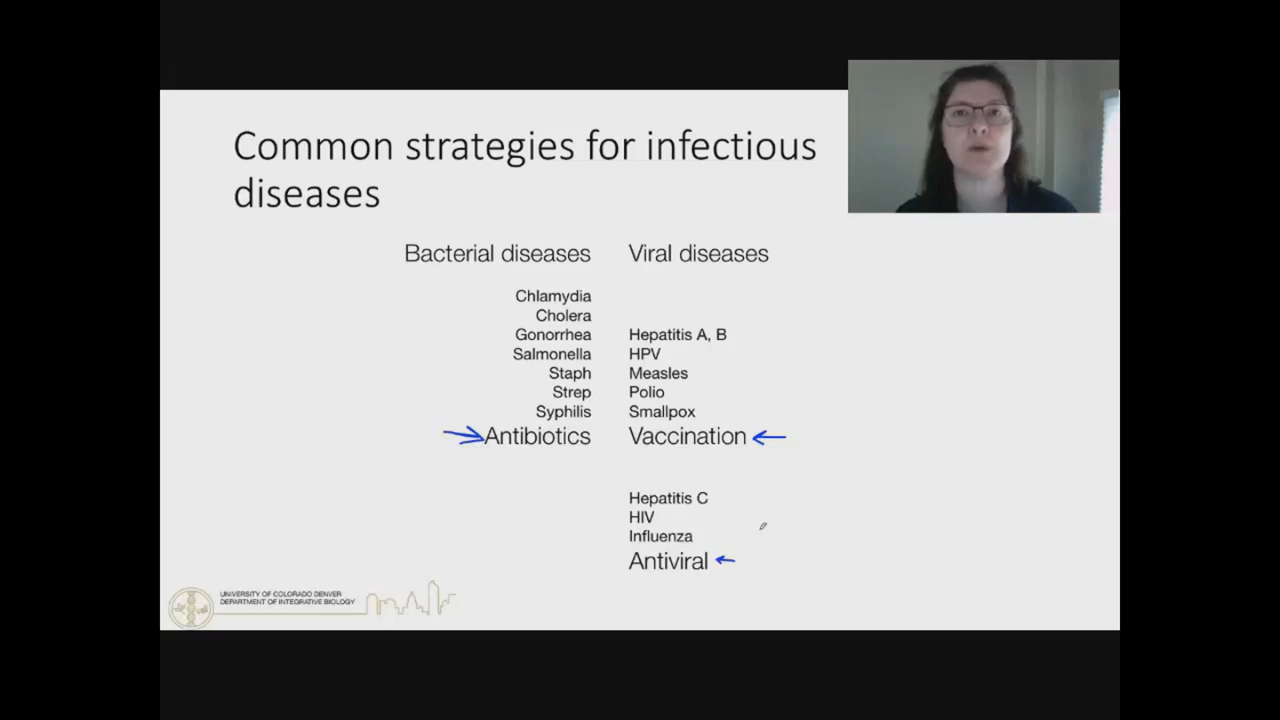 Common strategies for infectious
diseases
Bacterial diseases
Chlamydia
Cholera
Gonorrhea
Salmonella
Staph
Strep
Syphilis
Antibiotics
Viral diseases
Hepatitis A, B
HPV
Measles
Polio
Smallpox
Vaccination
Hepatitis C
HIV
Influenza
Antiviral
UNIVERSITY OF COLORADO DENVER
DEPARTMENT OF INTEGRATIVE BIOLOGY